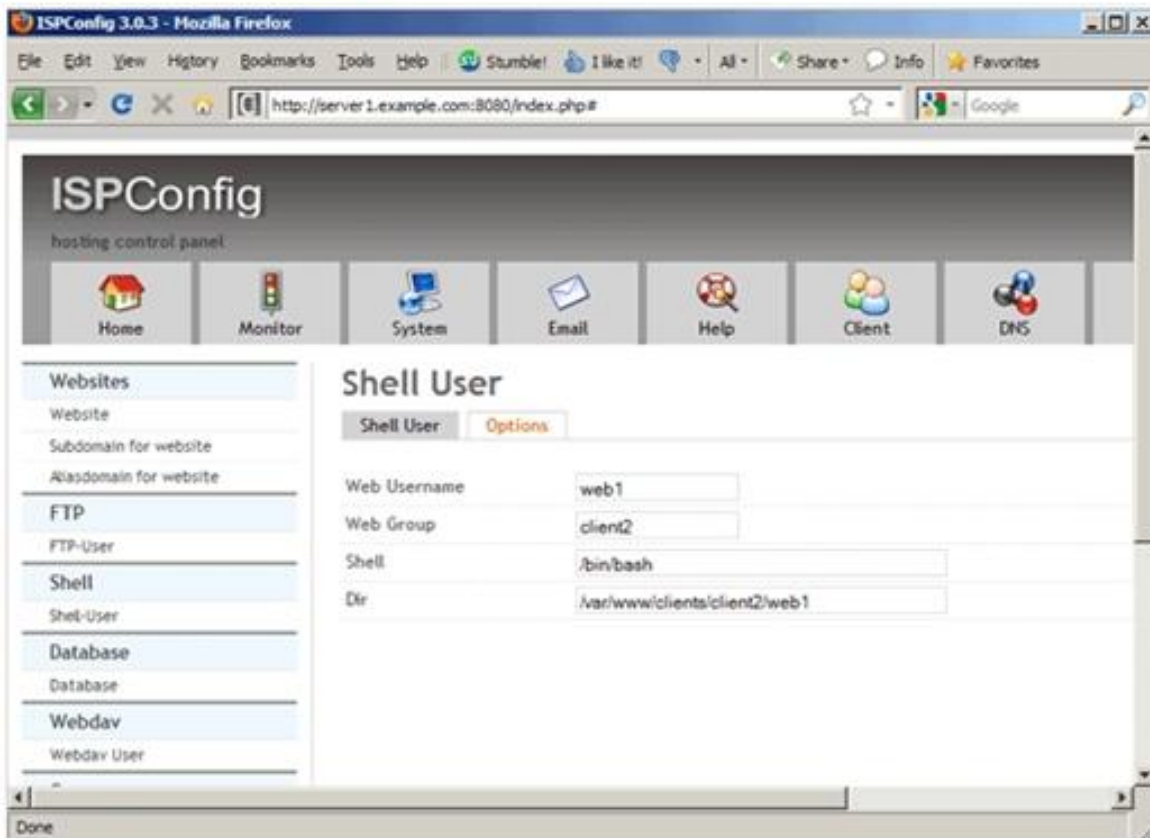 ISPConfig 3.0.3 - Mozilla Firefox
File Edit View History Bookmarks Tools Help Stumble! I like it! All Share Info Favorites
http://server1.example.com:8080/index.php# Google
ISPConfig
hosting control panel
Home Monitor System Email Help Client DNS
Websites
Website
Subdomain for website
Aliasdomain for website
FTP
FTP-User
Shell
Shell-User
Database
Database
Webdav
Webdav User
Shell User
Shell User Options
Web Username web1
Web Group client2
Shell /bin/bash
Dir /var/www/clients/client2/web1
Done